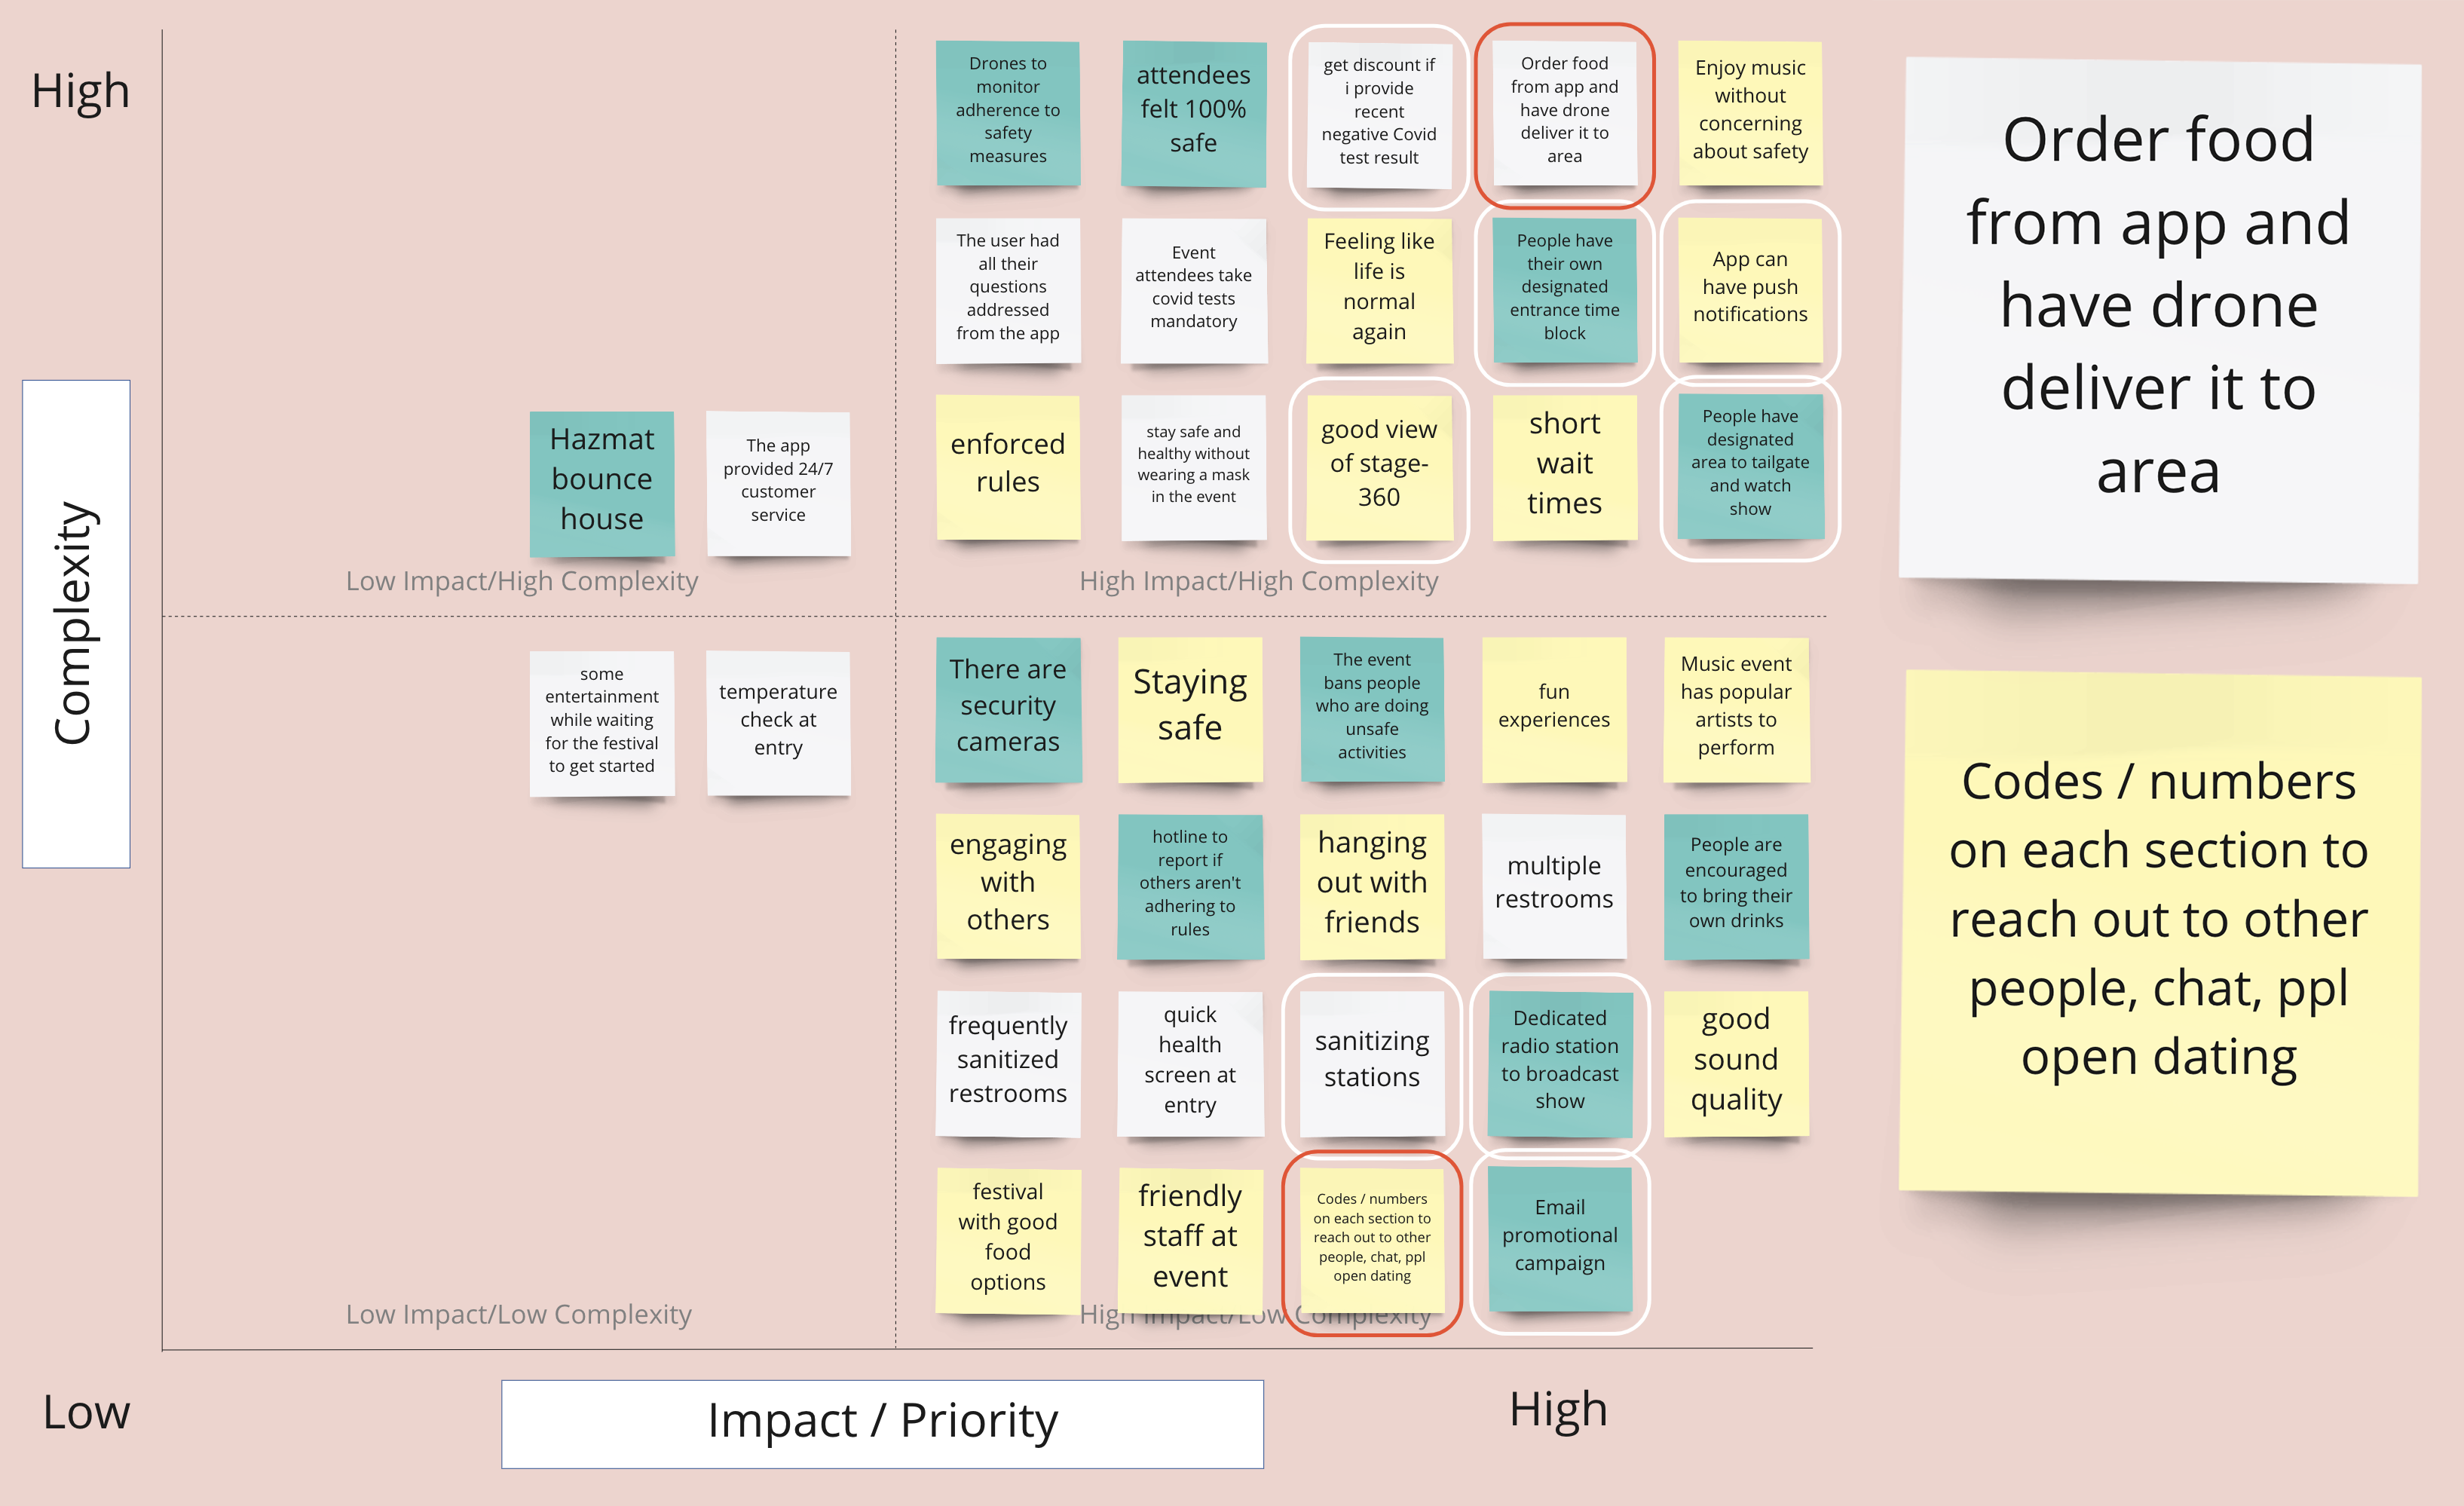 High
Complexity
Low
Impact / Priority
High
Drones to
monitor
adherence to
safety
measures
attendees
felt 100%
safe
get discount if
i provide
recent
negative Covid
test result
Order food
from app and
have drone
deliver it to
area
Enjoy music
without
concerning
about safety
The user had
all their
questions
addressed
from the app
Event
attendees take
covid tests
mandatory
Feeling like
life is
normal
again
People have
their own
designated
entrance time
block
App can
have push
notifications
Hazmat
bounce
house
The app
provided 24/7
customer
service
enforced
rules
stay safe and
healthy without
wearing a mask
in the event
good view
of stage-
360
short
wait
times
People have
designated
area to tailgate
and watch
show
Low Impact/High Complexity
High Impact/High Complexity
some
entertainment
while waiting
for the festival
to get started
temperature
check at
entry
There are
security
cameras
Staying
safe
The event
bans people
who are doing
unsafe
activities
fun
experiences
Music event
has popular
artists to
perform
engaging
with
others
hotline to
report if
others aren't
adhering to
rules
hanging
out with
friends
multiple
restrooms
People are
encouraged
to bring their
own drinks
frequently
sanitized
restrooms
quick
health
screen at
entry
sanitizing
stations
Dedicated
radio station
to broadcast
show
good
sound
quality
festival
with good
food
options
friendly
staff at
event
Codes / numbers
on each section to
reach out to other
people, chat, ppl
open dating
Email
promotional
campaign
Low Impact/Low Complexity
High Impact/Low Complexity
Order food
from app and
have drone
deliver it to
area
Codes / numbers
on each section to
reach out to other
people, chat, ppl
open dating